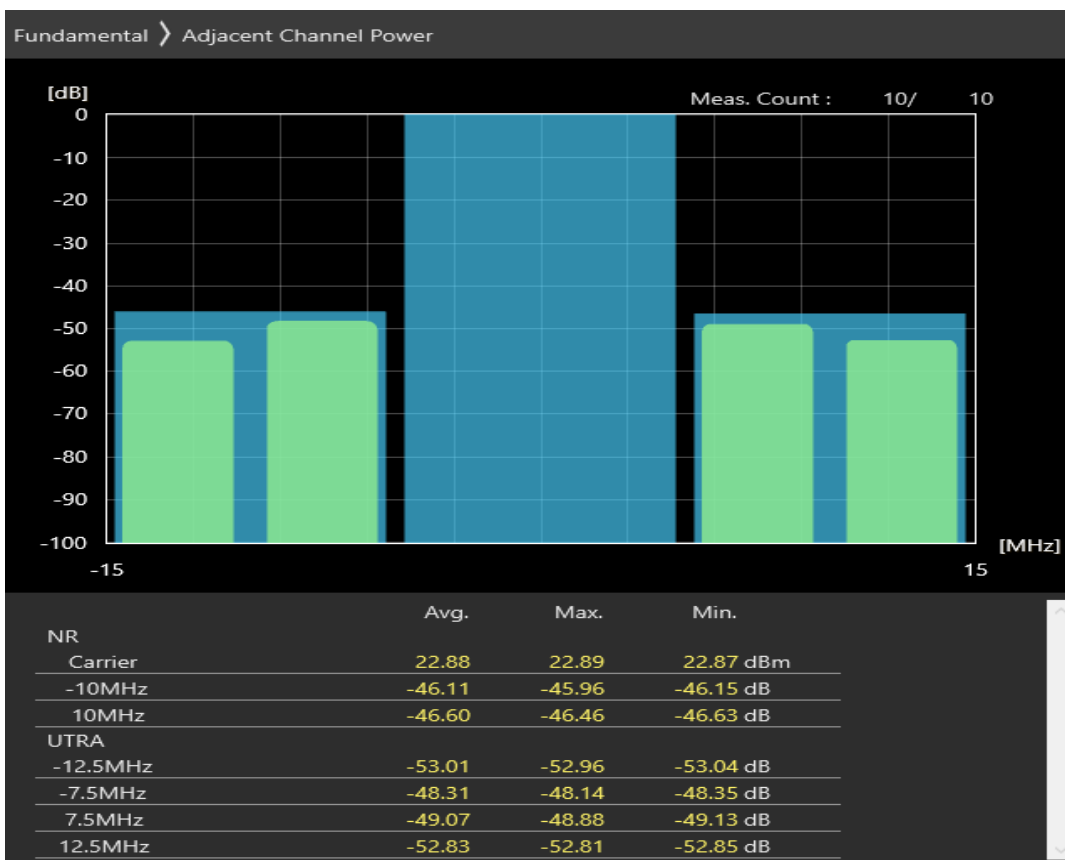 Fundamental 〉 Adjacent Channel Power
[dB]
Meas. Count : 10/ 10
0
-10
-20
-30
-40
-50
-60
-70
-80
-90
-100
[MHz]
-15 15
Avg. Max. Min.
NR
Carrier 22.88 22.89 22.87 dBm
-10MHz -46.11 -45.96 -46.15 dB
10MHz -46.60 -46.46 -46.63 dB
UTRA
-12.5MHz -53.01 -52.96 -53.04 dB
-7.5MHz -48.31 -48.14 -48.35 dB
7.5MHz -49.07 -48.88 -49.13 dB
12.5MHz -52.83 -52.81 -52.85 dB